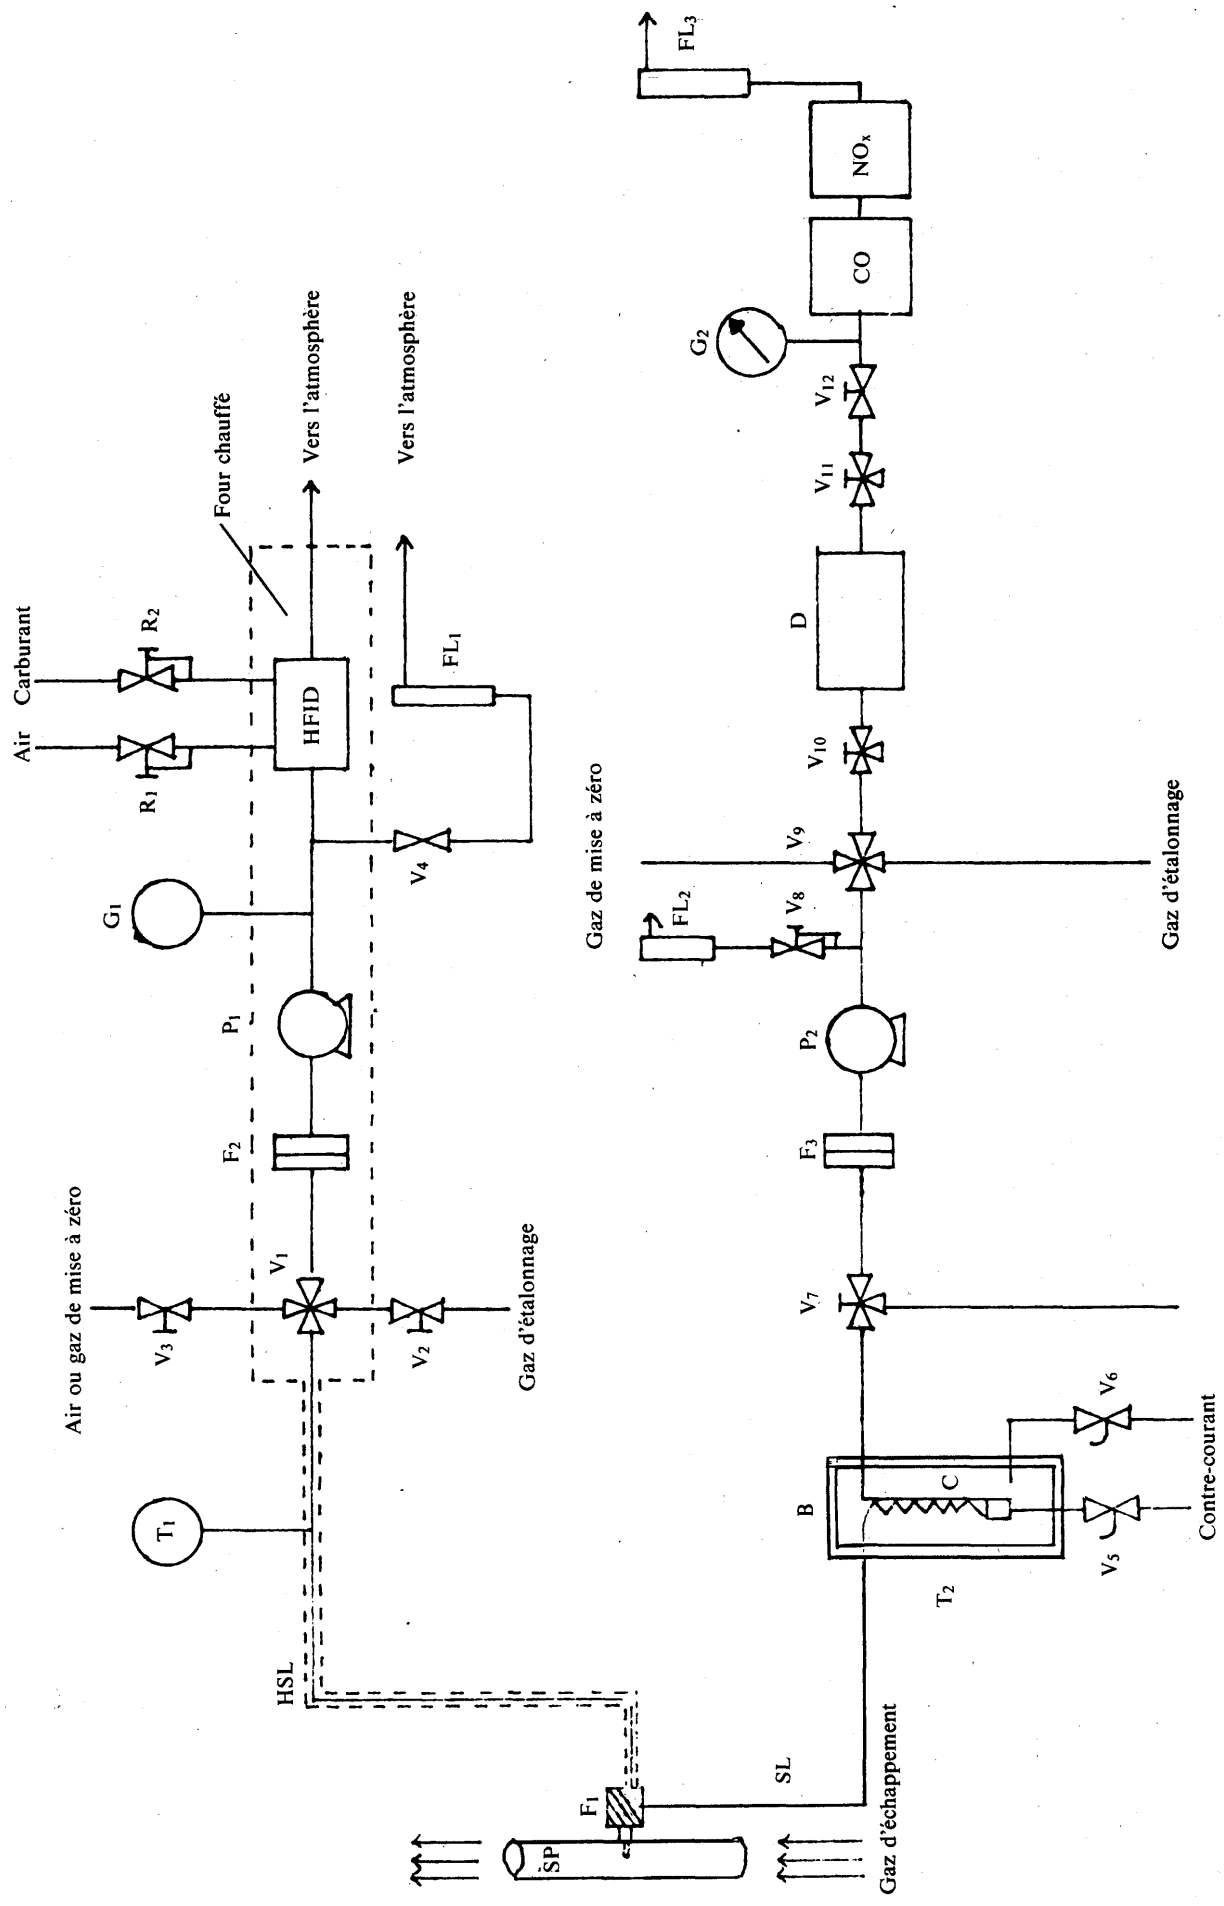 Gaz d'échappement
SP
F1
SL
HSL
T1
Air ou gaz de mise à zéro
V3
V1
V2
Gaz d'étalonnage
F2
P1
G1
V4
FL1
R1
R2
Air
Carburant
HFID
Four chauffé
Vers l'atmosphère
Vers l'atmosphère
T2
B
C
V5
V6
Contre-courant
V7
F3
P2
FL2
V8
V9
Gaz de mise à zéro
Gaz d'étalonnage
V10
D
V11
V12
G2
CO
NOx
FL3